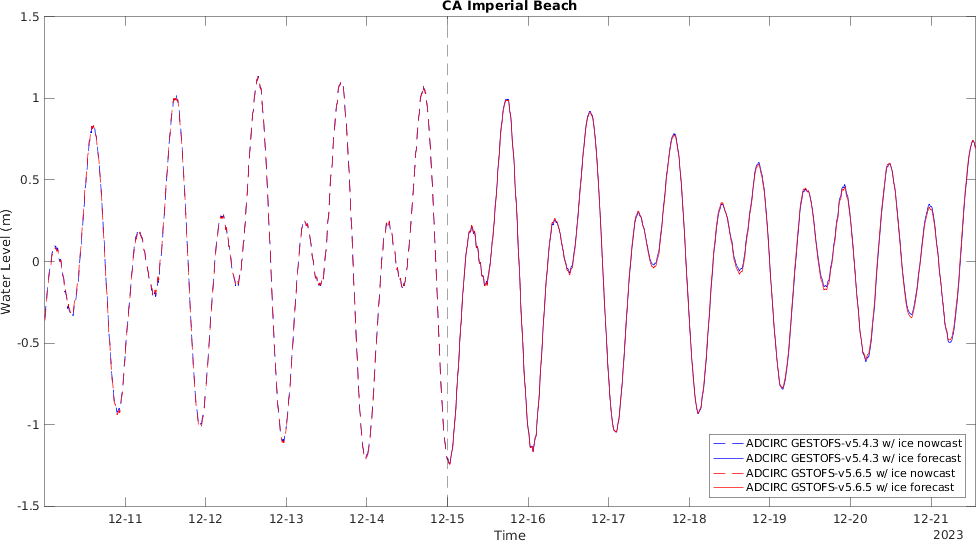 CA Imperial Beach
1.5
1
0.5
0
-0.5
-1
-1.5
Water Level (m)
12-11 12-12 12-13 12-14 12-15 12-16 12-17 12-18 12-19 12-20 12-21
Time
2023
ADCIRC GESTOFS-v5.4.3 w/ ice nowcast
ADCIRC GESTOFS-v5.4.3 w/ ice forecast
ADCIRC GSTOFS-v5.6.5 w/ ice nowcast
ADCIRC GSTOFS-v5.6.5 w/ ice forecast